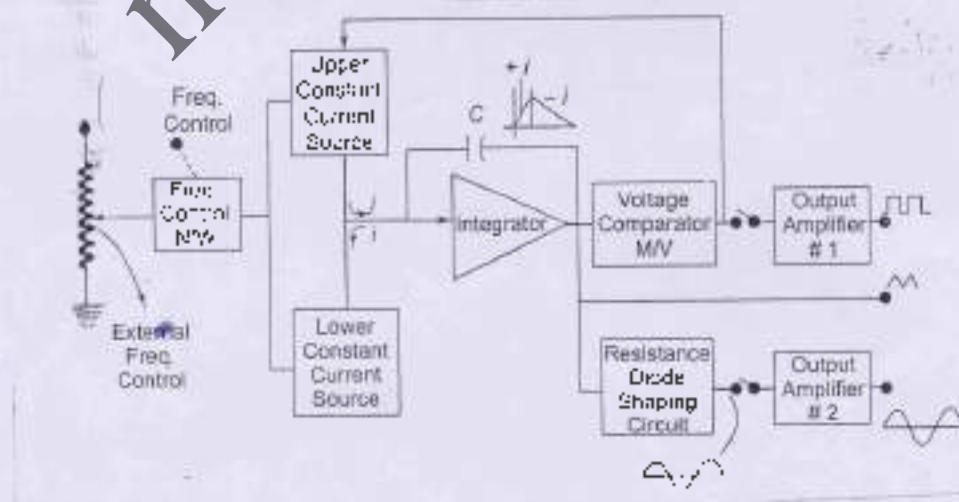 Upper
Constant
Current
Source
Freq.
Control
Freq.
Control
N/W
External
Freq.
Control
Lower
Constant
Current
Source
+i
-i
C
i
Integrator
Voltage
Comparator
M/V
Output
Amplifier
# 1
Resistance
Diode
Shaping
Circuit
Output
Amplifier
# 2